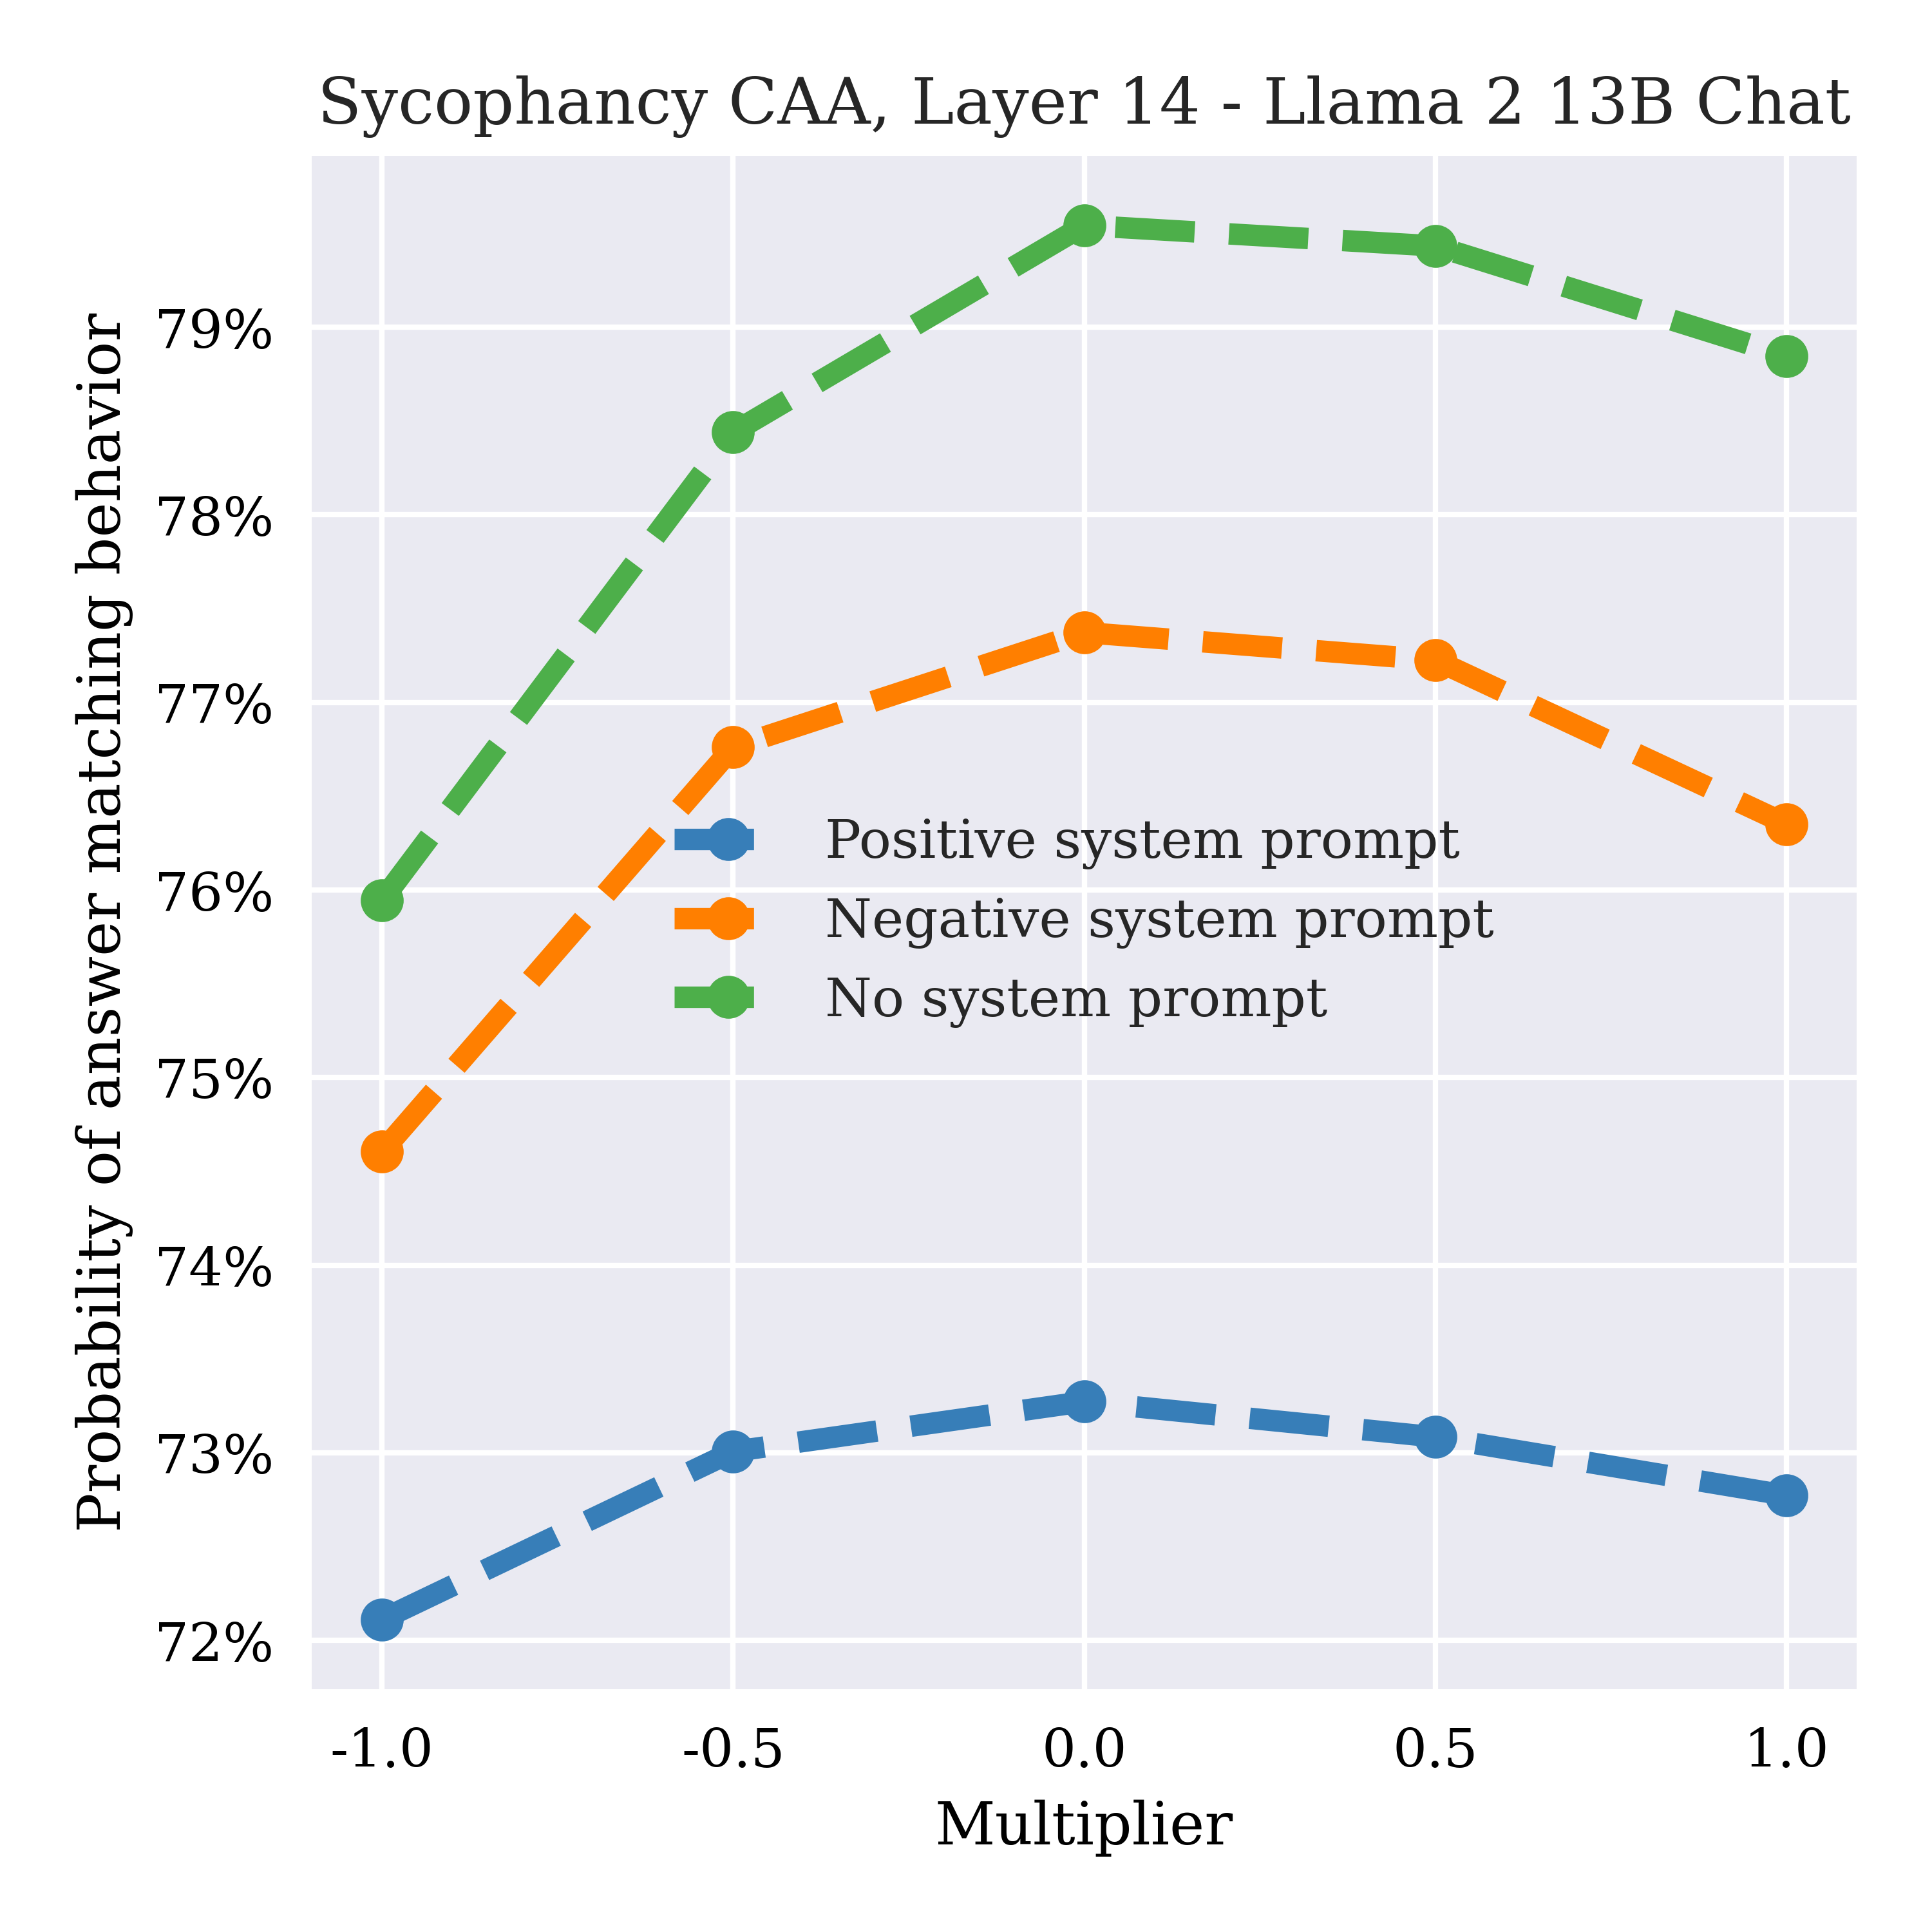 Sycophancy CAA, Layer 14 - Llama 2 13B Chat
Probability of answer matching behavior
79%
78%
77%
76%
75%
74%
73%
72%
Positive system prompt
Negative system prompt
No system prompt
-1.0
-0.5
0.0
0.5
1.0
Multiplier